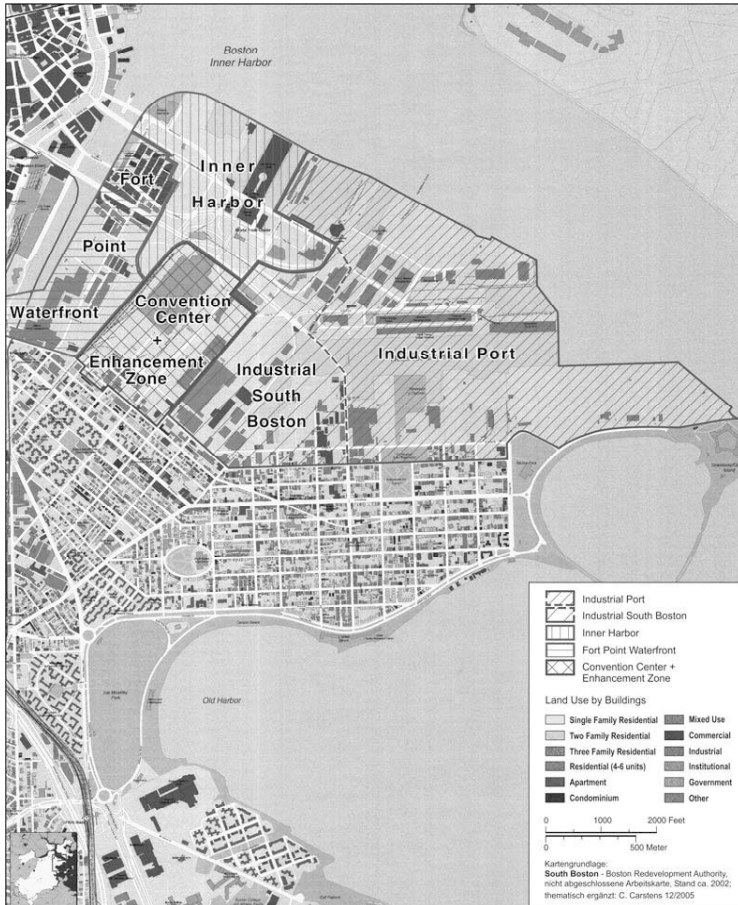 Boston
Inner Harbor
Inner
Harbor
Fort
Point
Waterfront
Convention
Center
+
Enhancement
Zone
Industrial
South
Boston
Industrial Port
Old Harbor
Industrial Port
Industrial South Boston
Inner Harbor
Fort Point Waterfront
Convention Center +
Enhancement Zone
Land Use by Buildings
Single Family Residential
Two Family Residential
Three Family Residential
Residential (4-6 units)
Apartment
Condominium
Mixed Use
Commercial
Industrial
Institutional
Government
Other
0 1000 2000 Feet
0 500 Meter
Kartengrundlage:
South Boston - Boston Redevelopment Authority,
nicht abgeschlossene Arbeitskarte, Stand ca. 2002;
thematisch ergänzt: C. Carstens 12/2005